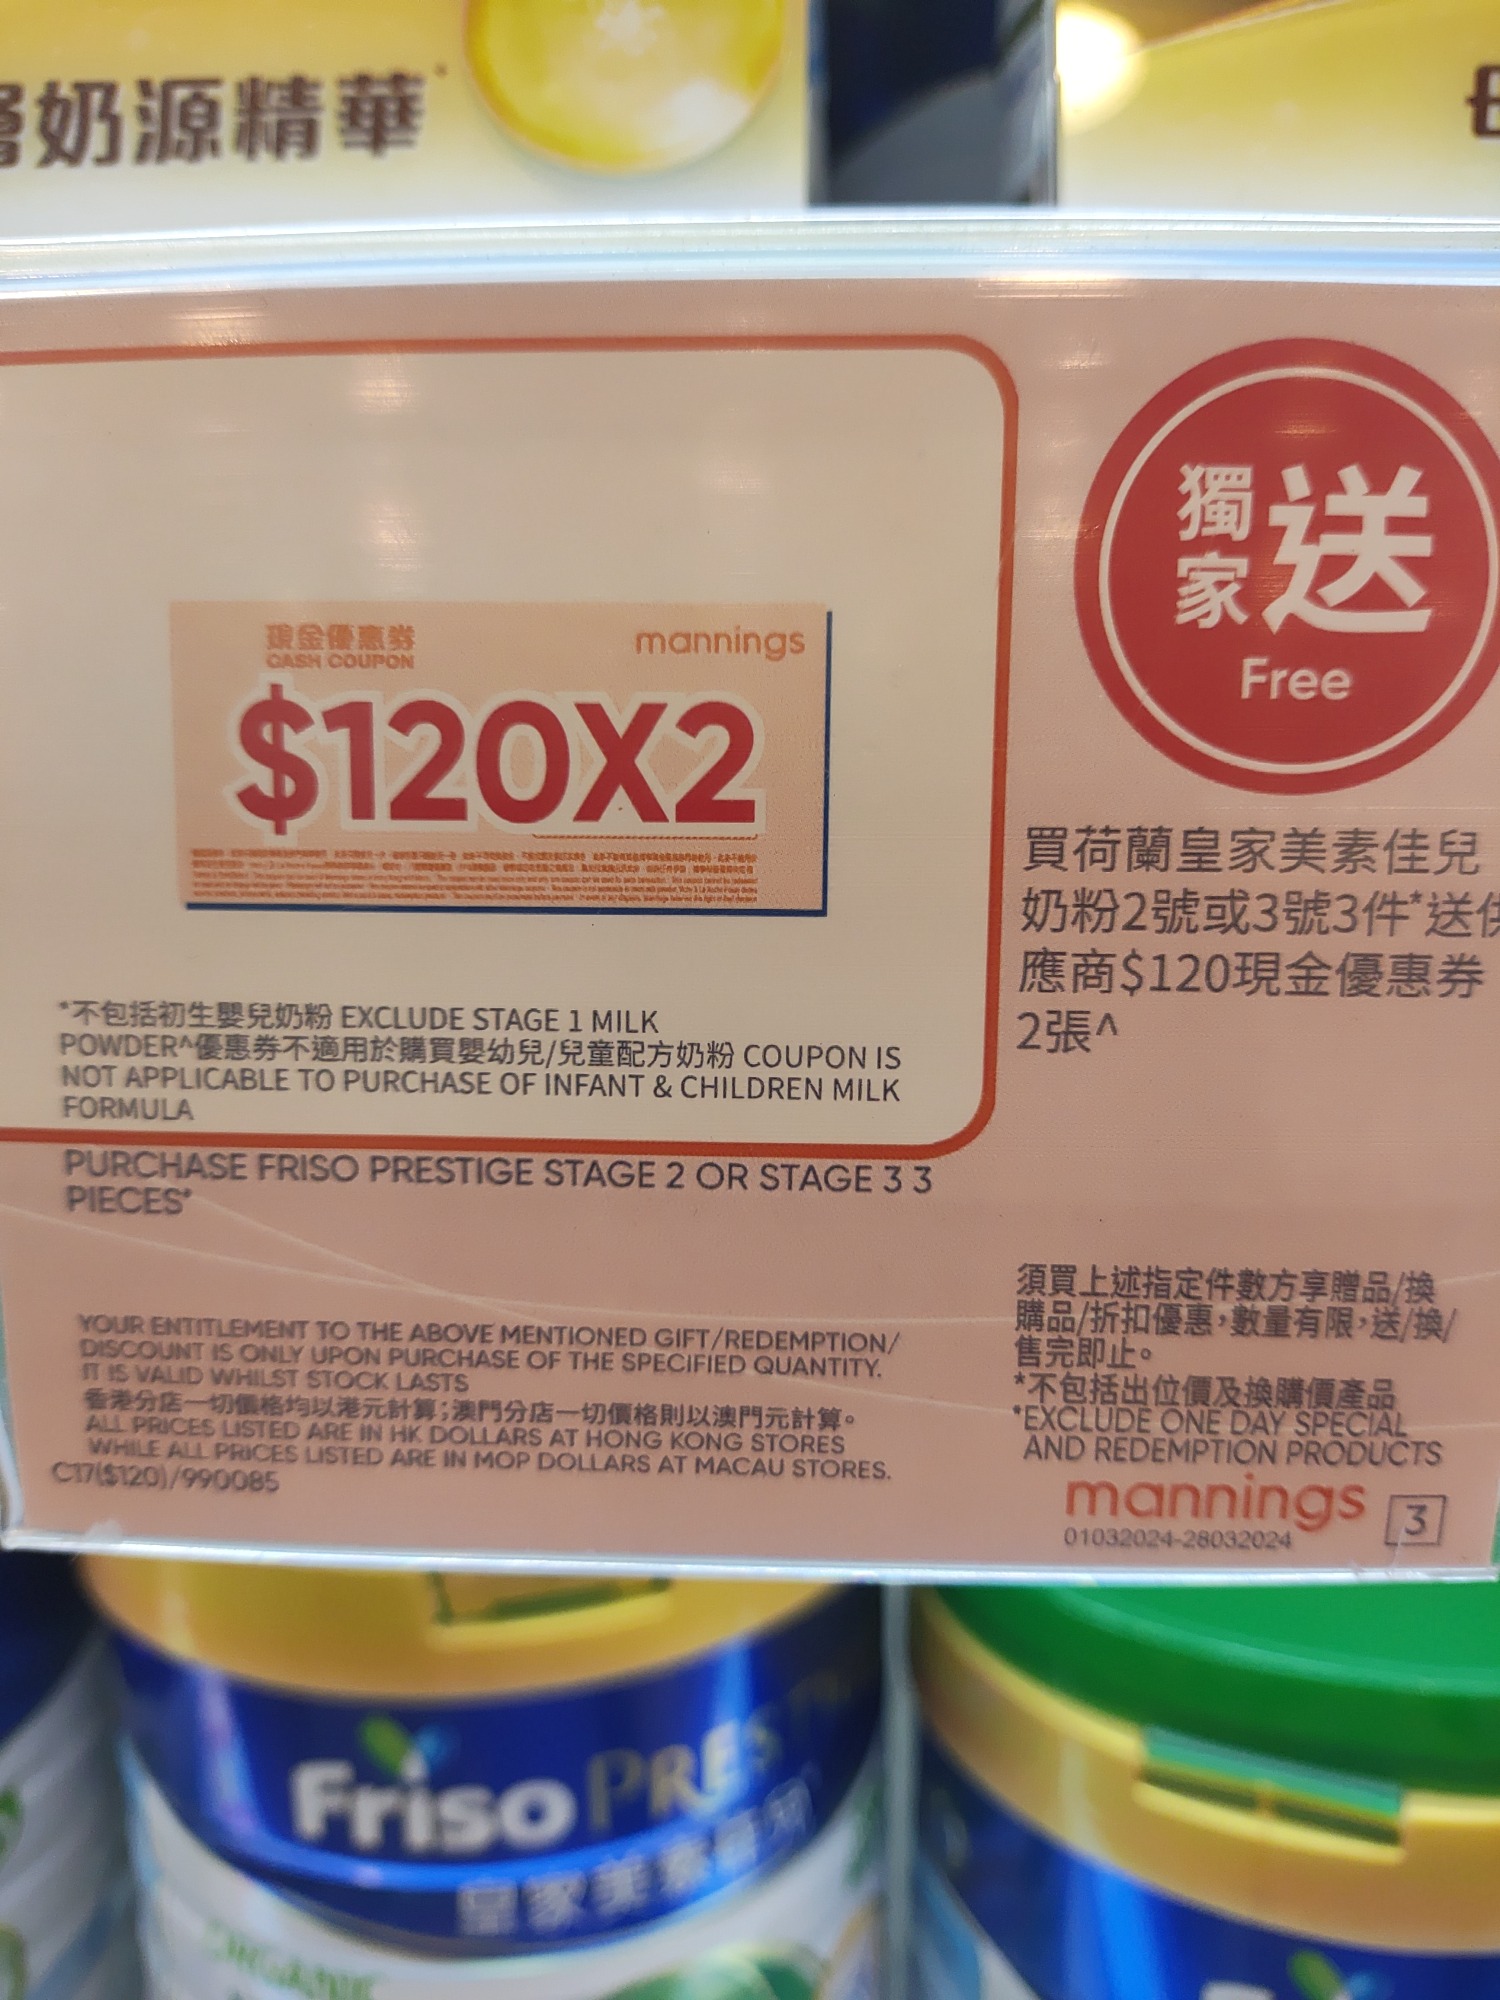 奶源精華
現金優惠券
CASH COUPON
mannings
$120X2
*不包括初生嬰兒奶粉 EXCLUDE STAGE 1 MILK
POWDER^優惠券不適用於購買嬰幼兒/兒童配方奶粉 COUPON IS
NOT APPLICABLE TO PURCHASE OF INFANT & CHILDREN MILK
FORMULA
PURCHASE FRISO PRESTIGE STAGE 2 OR STAGE 3 3
PIECES*
YOUR ENTITLEMENT TO THE ABOVE MENTIONED GIFT/REDEMPTION/
DISCOUNT IS ONLY UPON PURCHASE OF THE SPECIFIED QUANTITY.
IT IS VALID WHILST STOCK LASTS
香港分店一切價格均以港元計算;澳門分店一切價格則以澳門元計算。
ALL PRICES LISTED ARE IN HK DOLLARS AT HONG KONG STORES
WHILE ALL PRICES LISTED ARE IN MOP DOLLARS AT MACAU STORES.
C17($120)/990085
獨家送
Free
買荷蘭皇家美素佳兒
奶粉2號或3號3件*送供
應商$120現金優惠券
2張^
須買上述指定件數方享贈品/換
購品/折扣優惠,數量有限,送/換/
售完即止。
*不包括出位價及換購價產品
*EXCLUDE ONE DAY SPECIAL
AND REDEMPTION PRODUCTS
mannings 3
01032024-28032024
Friso PREST
皇家美素佳兒
ORGANIC